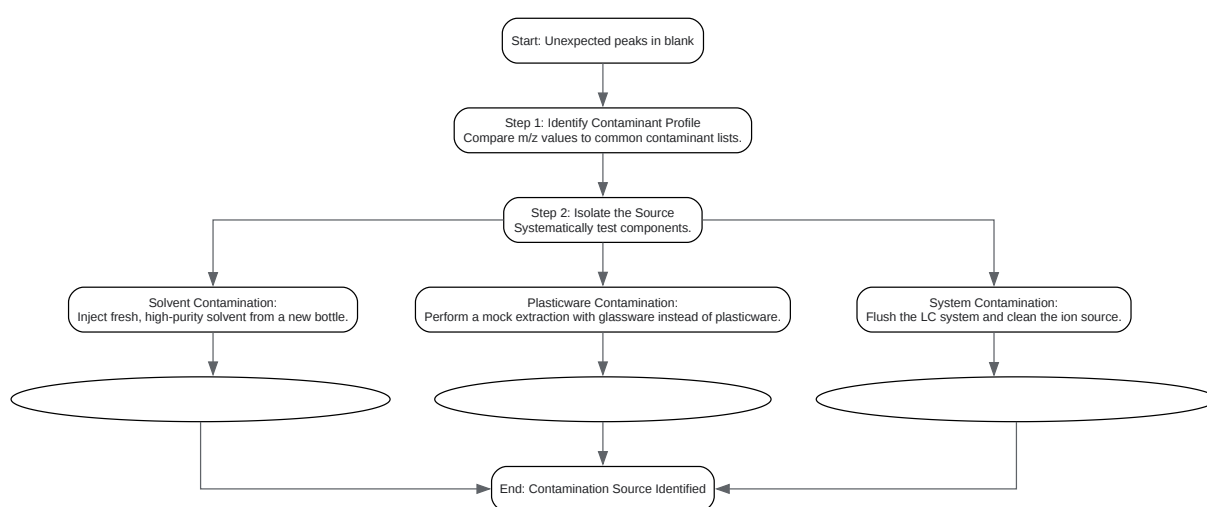 Start: Unexpected peaks in blank
Step 1: Identify Contaminant Profile
Compare m/z values to common contaminant lists.
Step 2: Isolate the Source
Systematically test components.
Solvent Contamination:
Inject fresh, high-purity solvent from a new bottle.
Plasticware Contamination:
Perform a mock extraction with glassware instead of plasticware.
System Contamination:
Flush the LC system and clean the ion source.
End: Contamination Source Identified